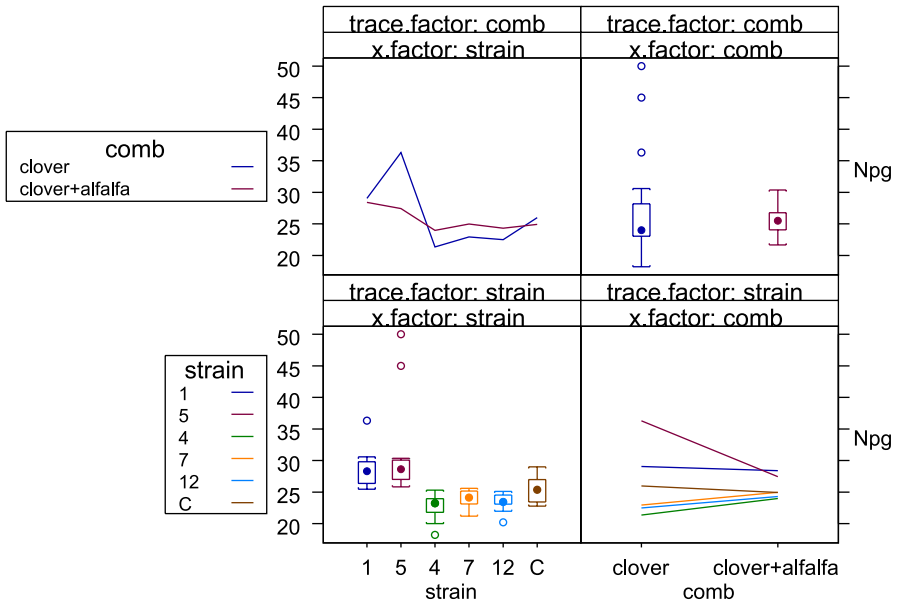 trace.factor: comb
trace.factor: comb
x.factor: strain
x.factor: comb
50
45
40
35
30
25
20
Npg
comb
clover
clover+alfalfa
trace.factor: strain
trace.factor: strain
x.factor: strain
x.factor: comb
50
45
40
35
30
25
20
Npg
strain
1
5
4
7
12
C
1 5 4 7 12 C
strain
clover clover+alfalfa
comb